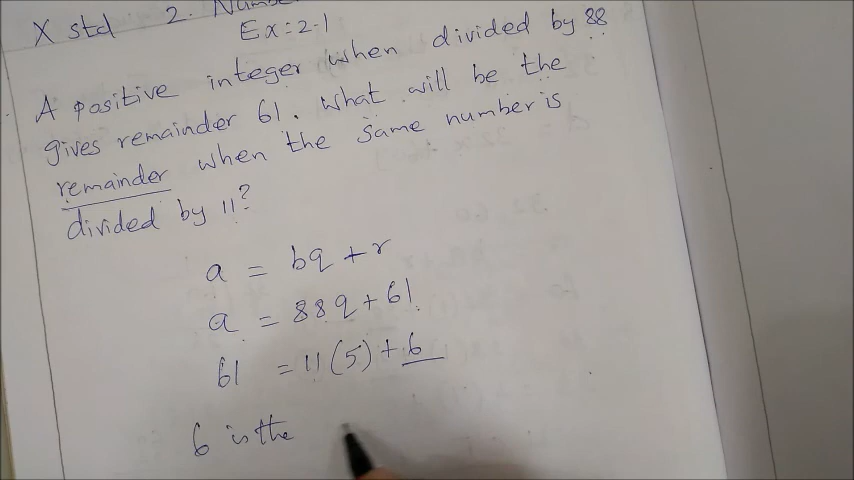 X std 2. Number
Ex: 2-1
A positive integer when divided by 88
gives remainder 61. What will be the
remainder when the same number is
divided by 11?
a = bq + r
a = 88q + 61
61 = 11(5) + 6
6 is the